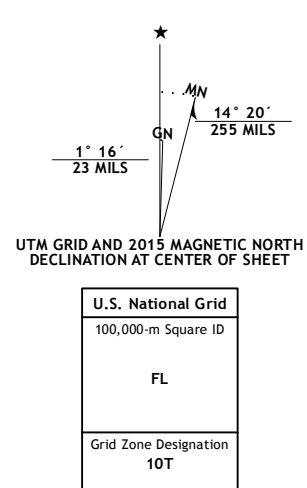 ★
MN
14° 20´
255 MILS
GN
1° 16´
23 MILS
UTM GRID AND 2015 MAGNETIC NORTH
DECLINATION AT CENTER OF SHEET
U.S. National Grid
100,000-m Square ID
FL
Grid Zone Designation
10T